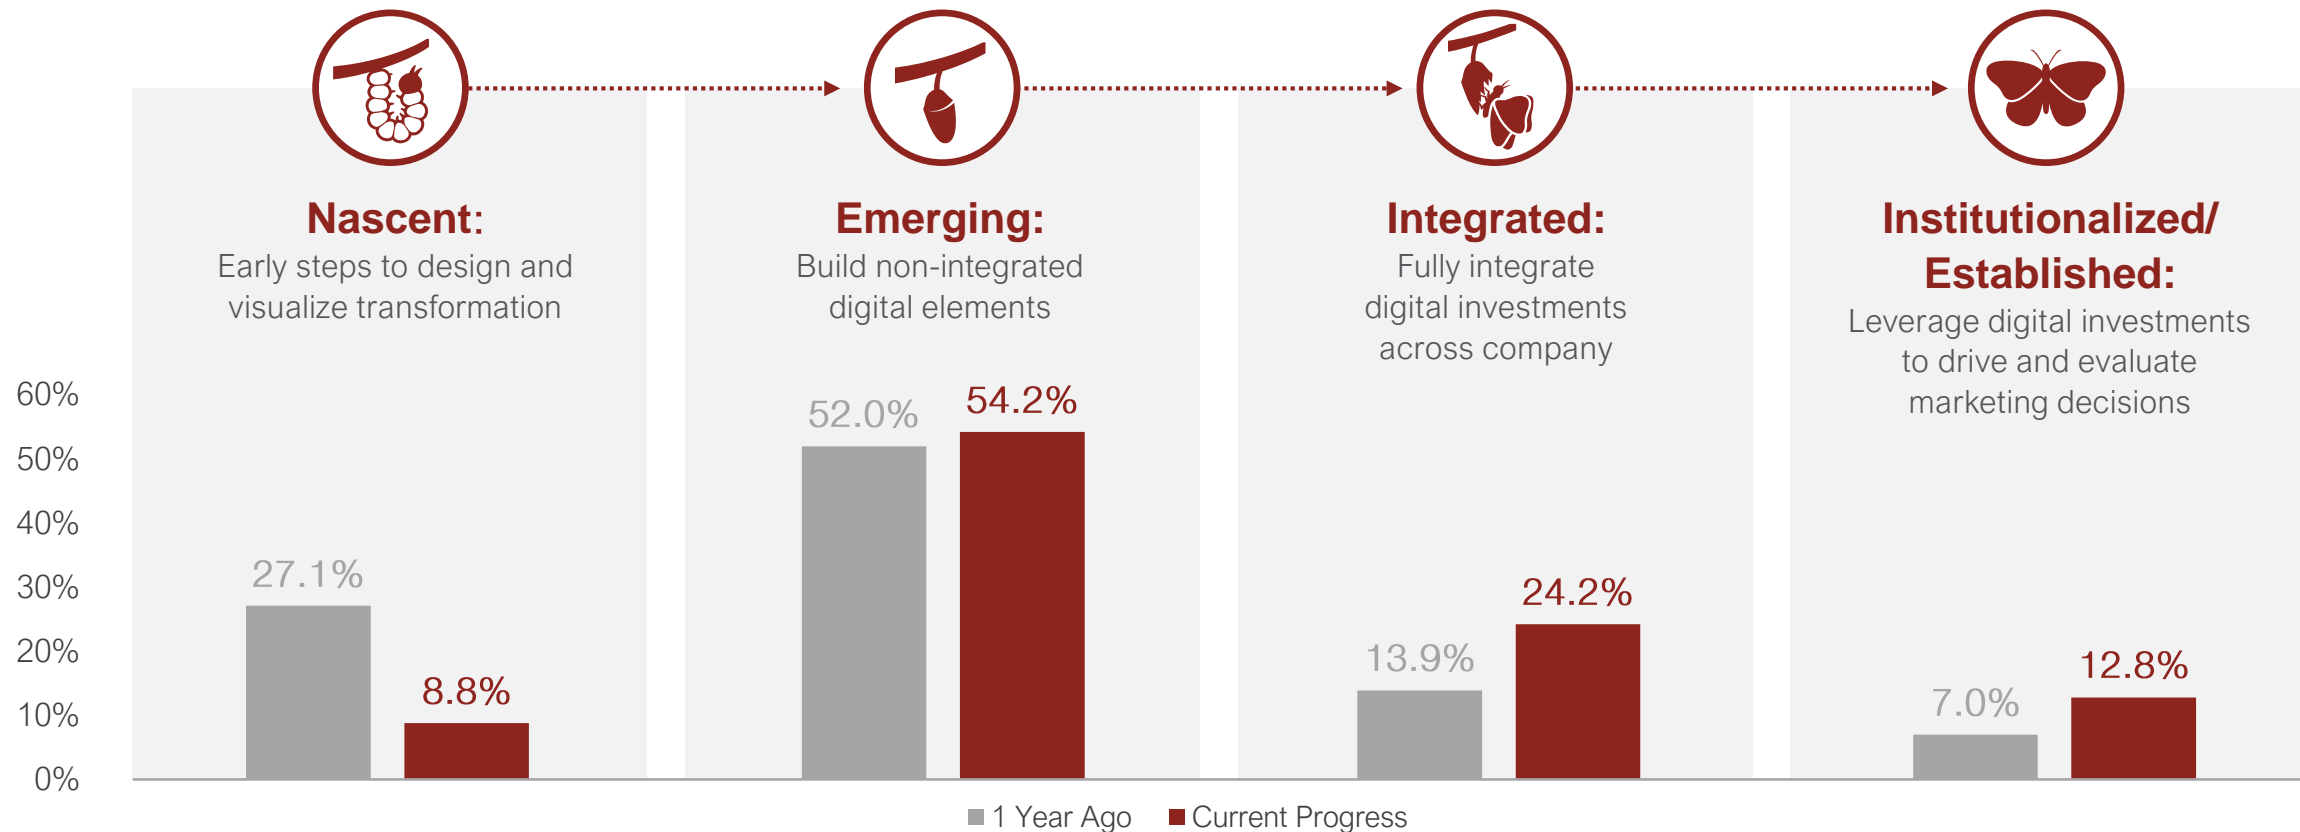 Nascent:
Early steps to design and
visualize transformation
Emerging:
Build non-integrated
digital elements
Integrated:
Fully integrate
digital investments
across company
Institutionalized/
Established:
Leverage digital investments
to drive and evaluate
marketing decisions
60%
50%
40%
30%
20%
10%
0%
27.1%
8.8%
52.0%
54.2%
13.9%
24.2%
7.0%
12.8%
1 Year Ago
Current Progress